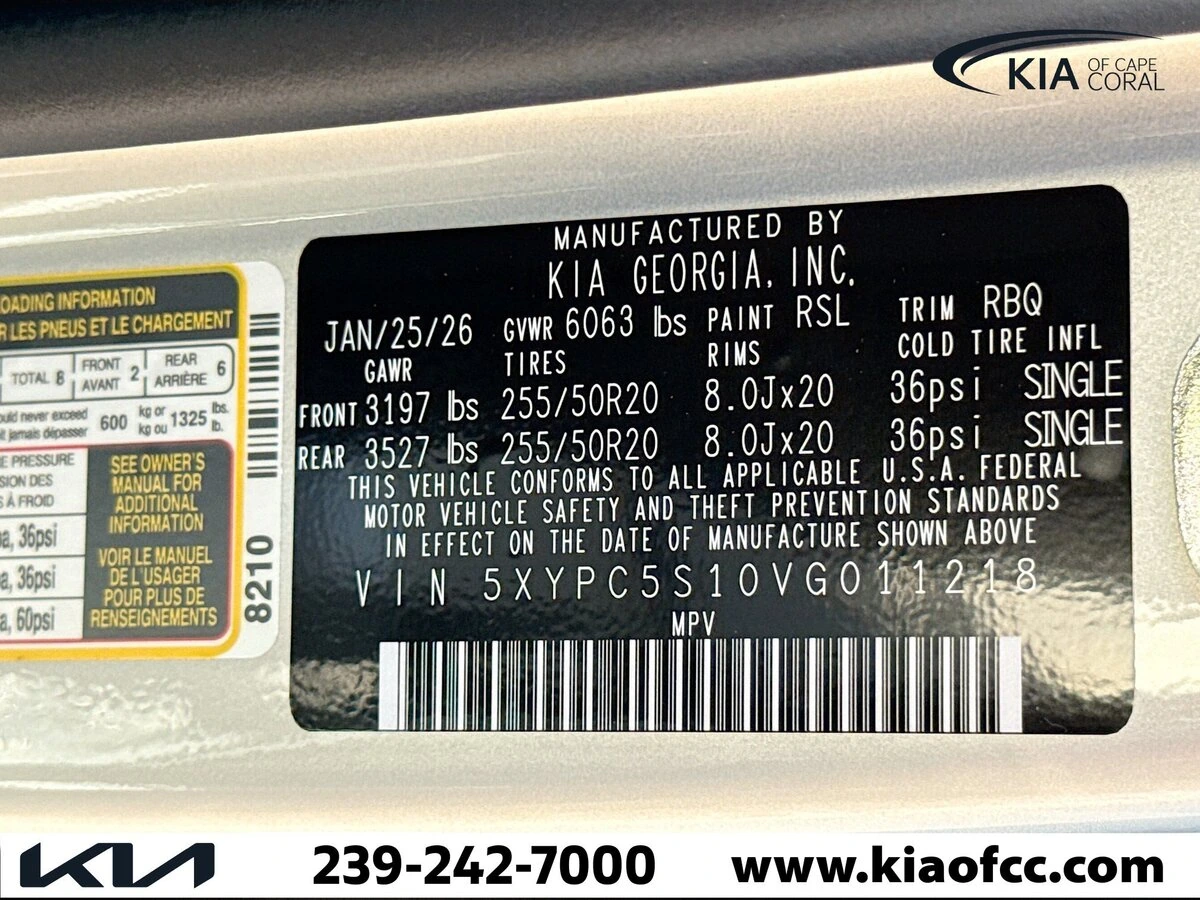 KIA OF CAPE CORAL
MANUFACTURED BY
KIA GEORGIA, INC.
JAN/25/26 GVWR 6063 lbs PAINT RSL TRIM RBQ
GAWR TIRES RIMS COLD TIRE INFL
FRONT 3197 lbs 255/50R20 8.0Jx20 36psi SINGLE
REAR 3527 lbs 255/50R20 8.0Jx20 36psi SINGLE
THIS VEHICLE CONFORMS TO ALL APPLICABLE U.S.A. FEDERAL
MOTOR VEHICLE SAFETY AND THEFT PREVENTION STANDARDS
IN EFFECT ON THE DATE OF MANUFACTURE SHOWN ABOVE
VIN 5XYPC5S10VG011218
MPV
OADING INFORMATION
R LES PNEUS ET LE CHARGEMENT
TOTAL 8 FRONT AVANT 2 REAR ARRIÈRE 6
ould never exceed 600 kg or 1325 lbs.
it jamais dépasser kg ou lb.
E PRESSURE
SION DES
S À FROID
a, 36psi
a, 36psi
a, 60psi
SEE OWNER'S
MANUAL FOR
ADDITIONAL
INFORMATION
VOIR LE MANUEL
DE L'USAGER
POUR PLUS DE
RENSEIGNEMENTS
8210
KIA 239-242-7000 www.kiaofcc.com